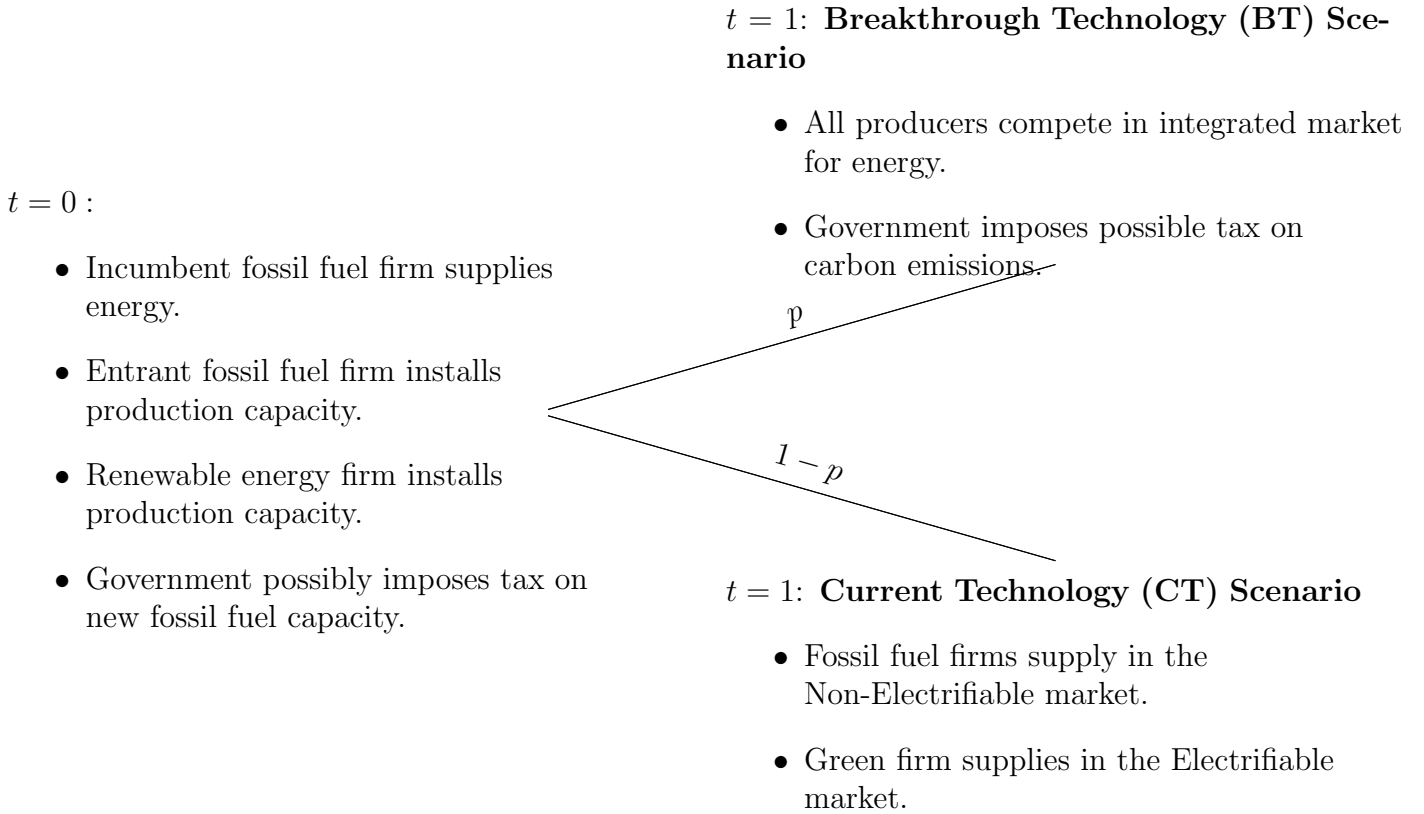 t = 1: Breakthrough Technology (BT) Sce-
nario
• All producers compete in integrated market
for energy.
• Government imposes possible tax on
carbon emissions.
t = 0 :
• Incumbent fossil fuel firm supplies
energy.
• Entrant fossil fuel firm installs
production capacity.
• Renewable energy firm installs
production capacity.
• Government possibly imposes tax on
new fossil fuel capacity.
p
1 − p
t = 1: Current Technology (CT) Scenario
• Fossil fuel firms supply in the
Non-Electrifiable market.
• Green firm supplies in the Electrifiable
market.